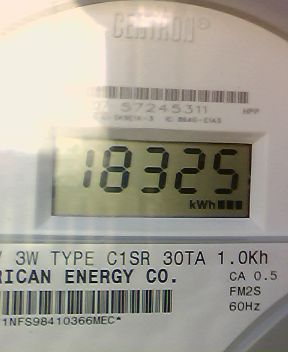 CENTRON®
57245311 HPP
18325
kWh
3W TYPE C1SR 30TA 1.0Kh
RICAN ENERGY CO.
CA 0.5
FM2S
60Hz
1NFS98410366MEC*